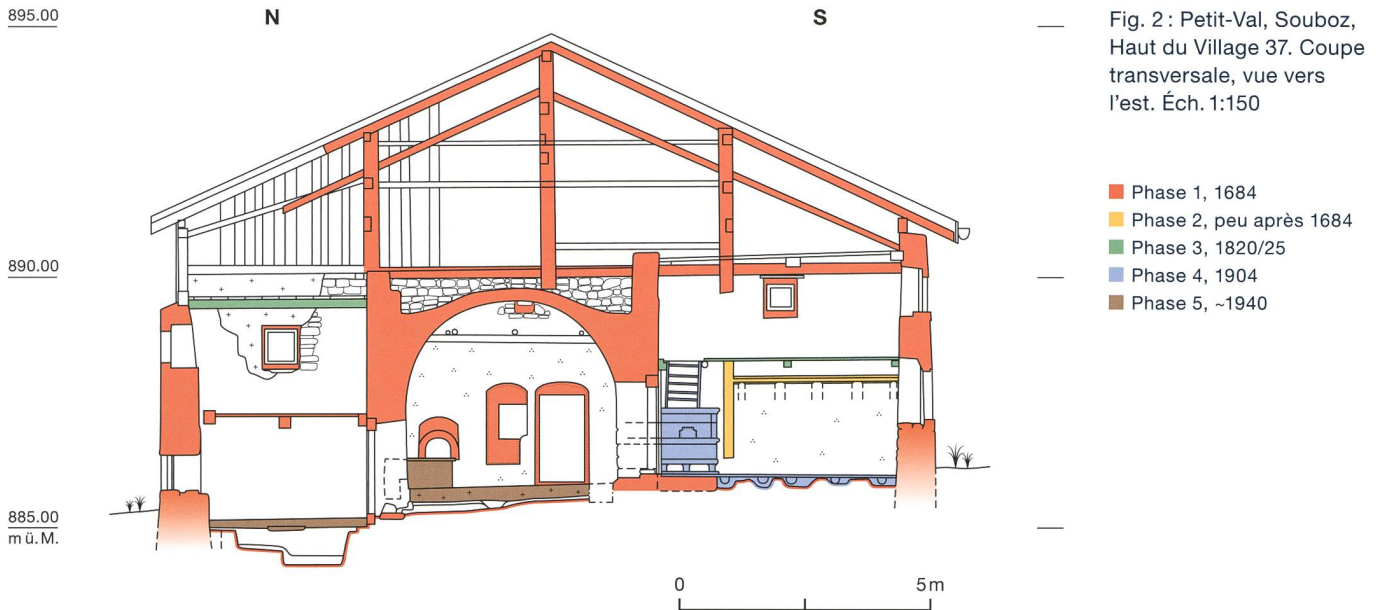 895.00
N
S
890.00
885.00
m ü. M.
0
5 m
Fig. 2 : Petit-Val, Souboz,
Haut du Village 37. Coupe
transversale, vue vers
l’est. Éch. 1:150
Phase 1, 1684
Phase 2, peu après 1684
Phase 3, 1820/25
Phase 4, 1904
Phase 5, ~1940